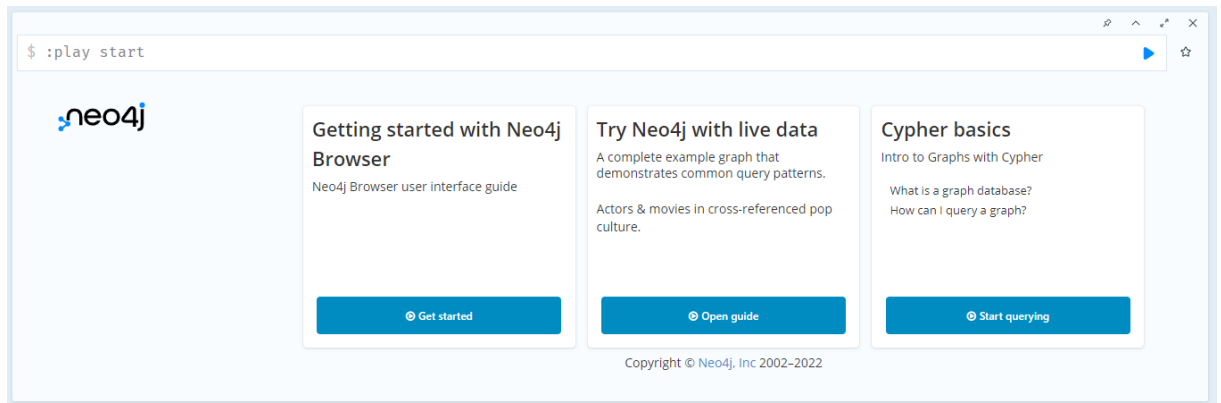 $ :play start
neo4j
Getting started with Neo4j
Browser
Neo4j Browser user interface guide
Get started
Try Neo4j with live data
A complete example graph that
demonstrates common query patterns.
Actors & movies in cross-referenced pop
culture.
Open guide
Cypher basics
Intro to Graphs with Cypher
What is a graph database?
How can I query a graph?
Start querying
Copyright © Neo4j, Inc 2002–2022